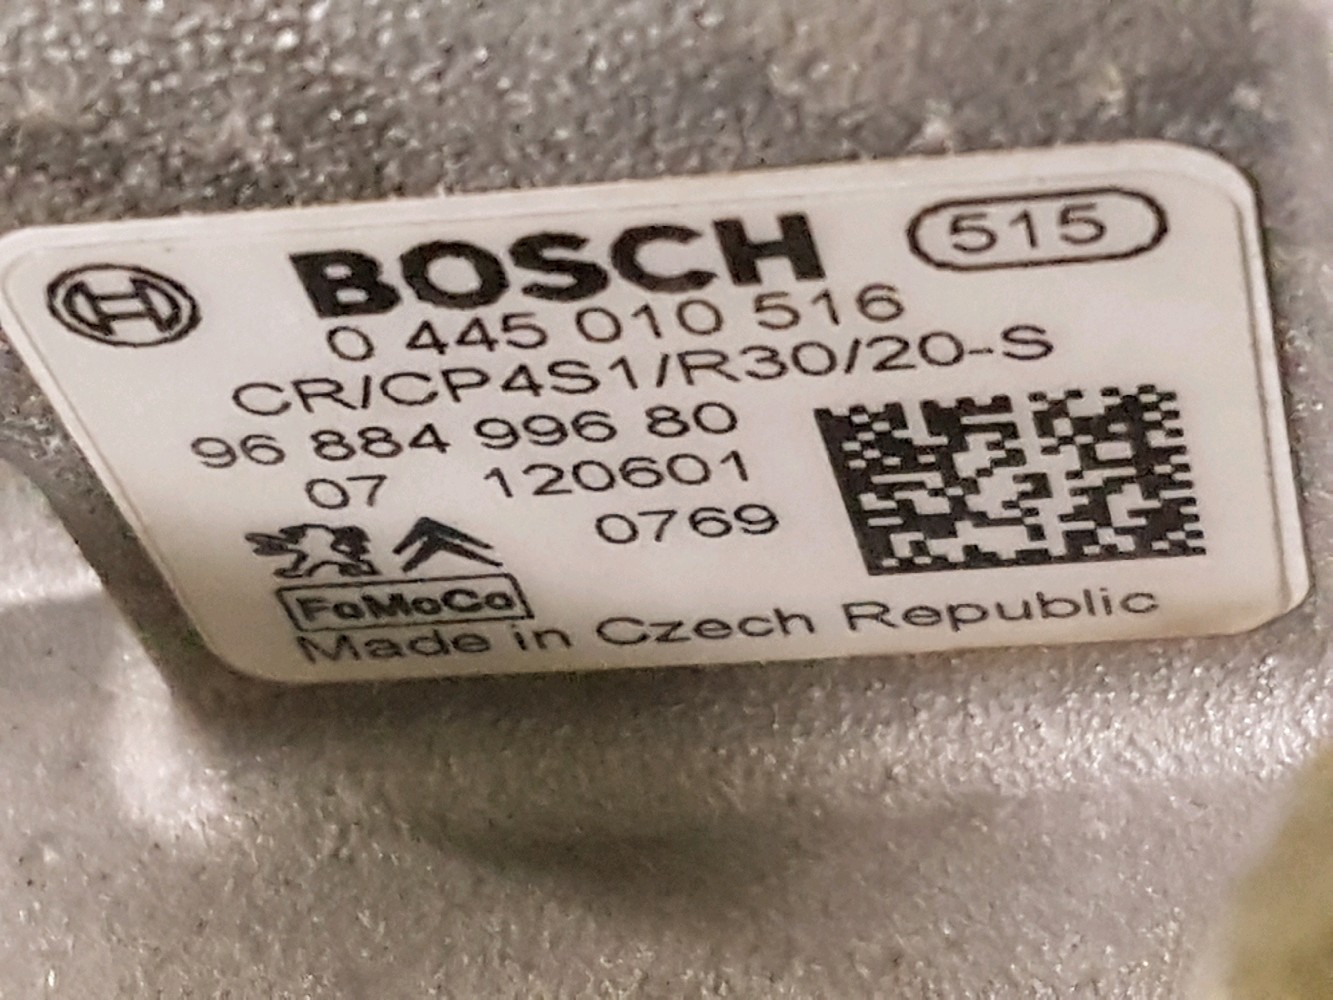 BOSCH 515
0 445 010 516
CR/CP4S1/R30/20-S
96 884 996 80
07 120601
0769
FoMoCo
Made in Czech Republic